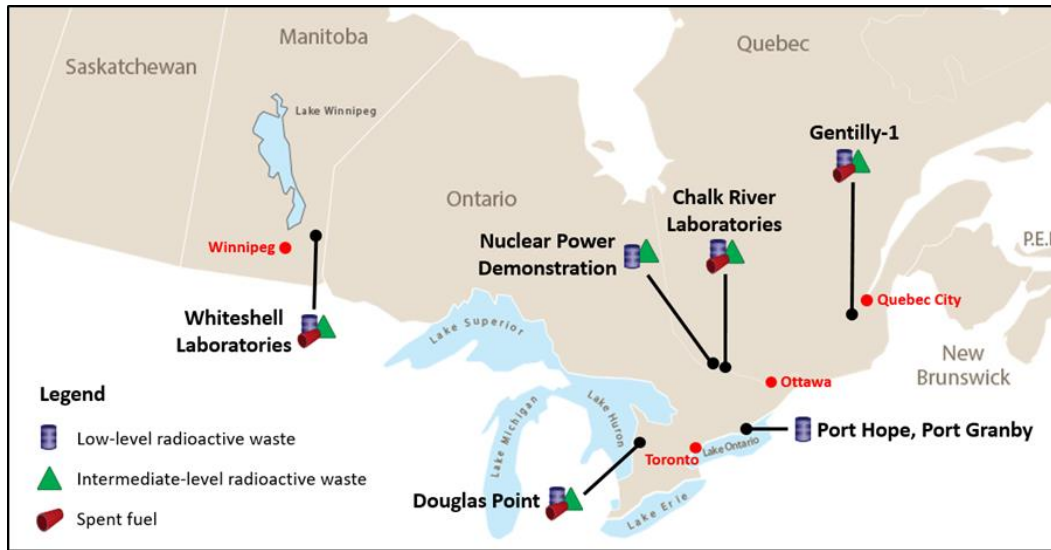 Manitoba
Quebec
Saskatchewan
Lake Winnipeg
Gentilly-1
Chalk River
Laboratories
Ontario
Nuclear Power
Demonstration
Winnipeg
P.E.I
Quebec City
Whiteshell
Laboratories
Lake Superior
New
Brunswick
Ottawa
Legend
Low-level radioactive waste
Intermediate-level radioactive waste
Spent fuel
Lake Michigan
Lake Huron
Port Hope, Port Granby
Toronto
Lake Ontario
Douglas Point
Lake Erie